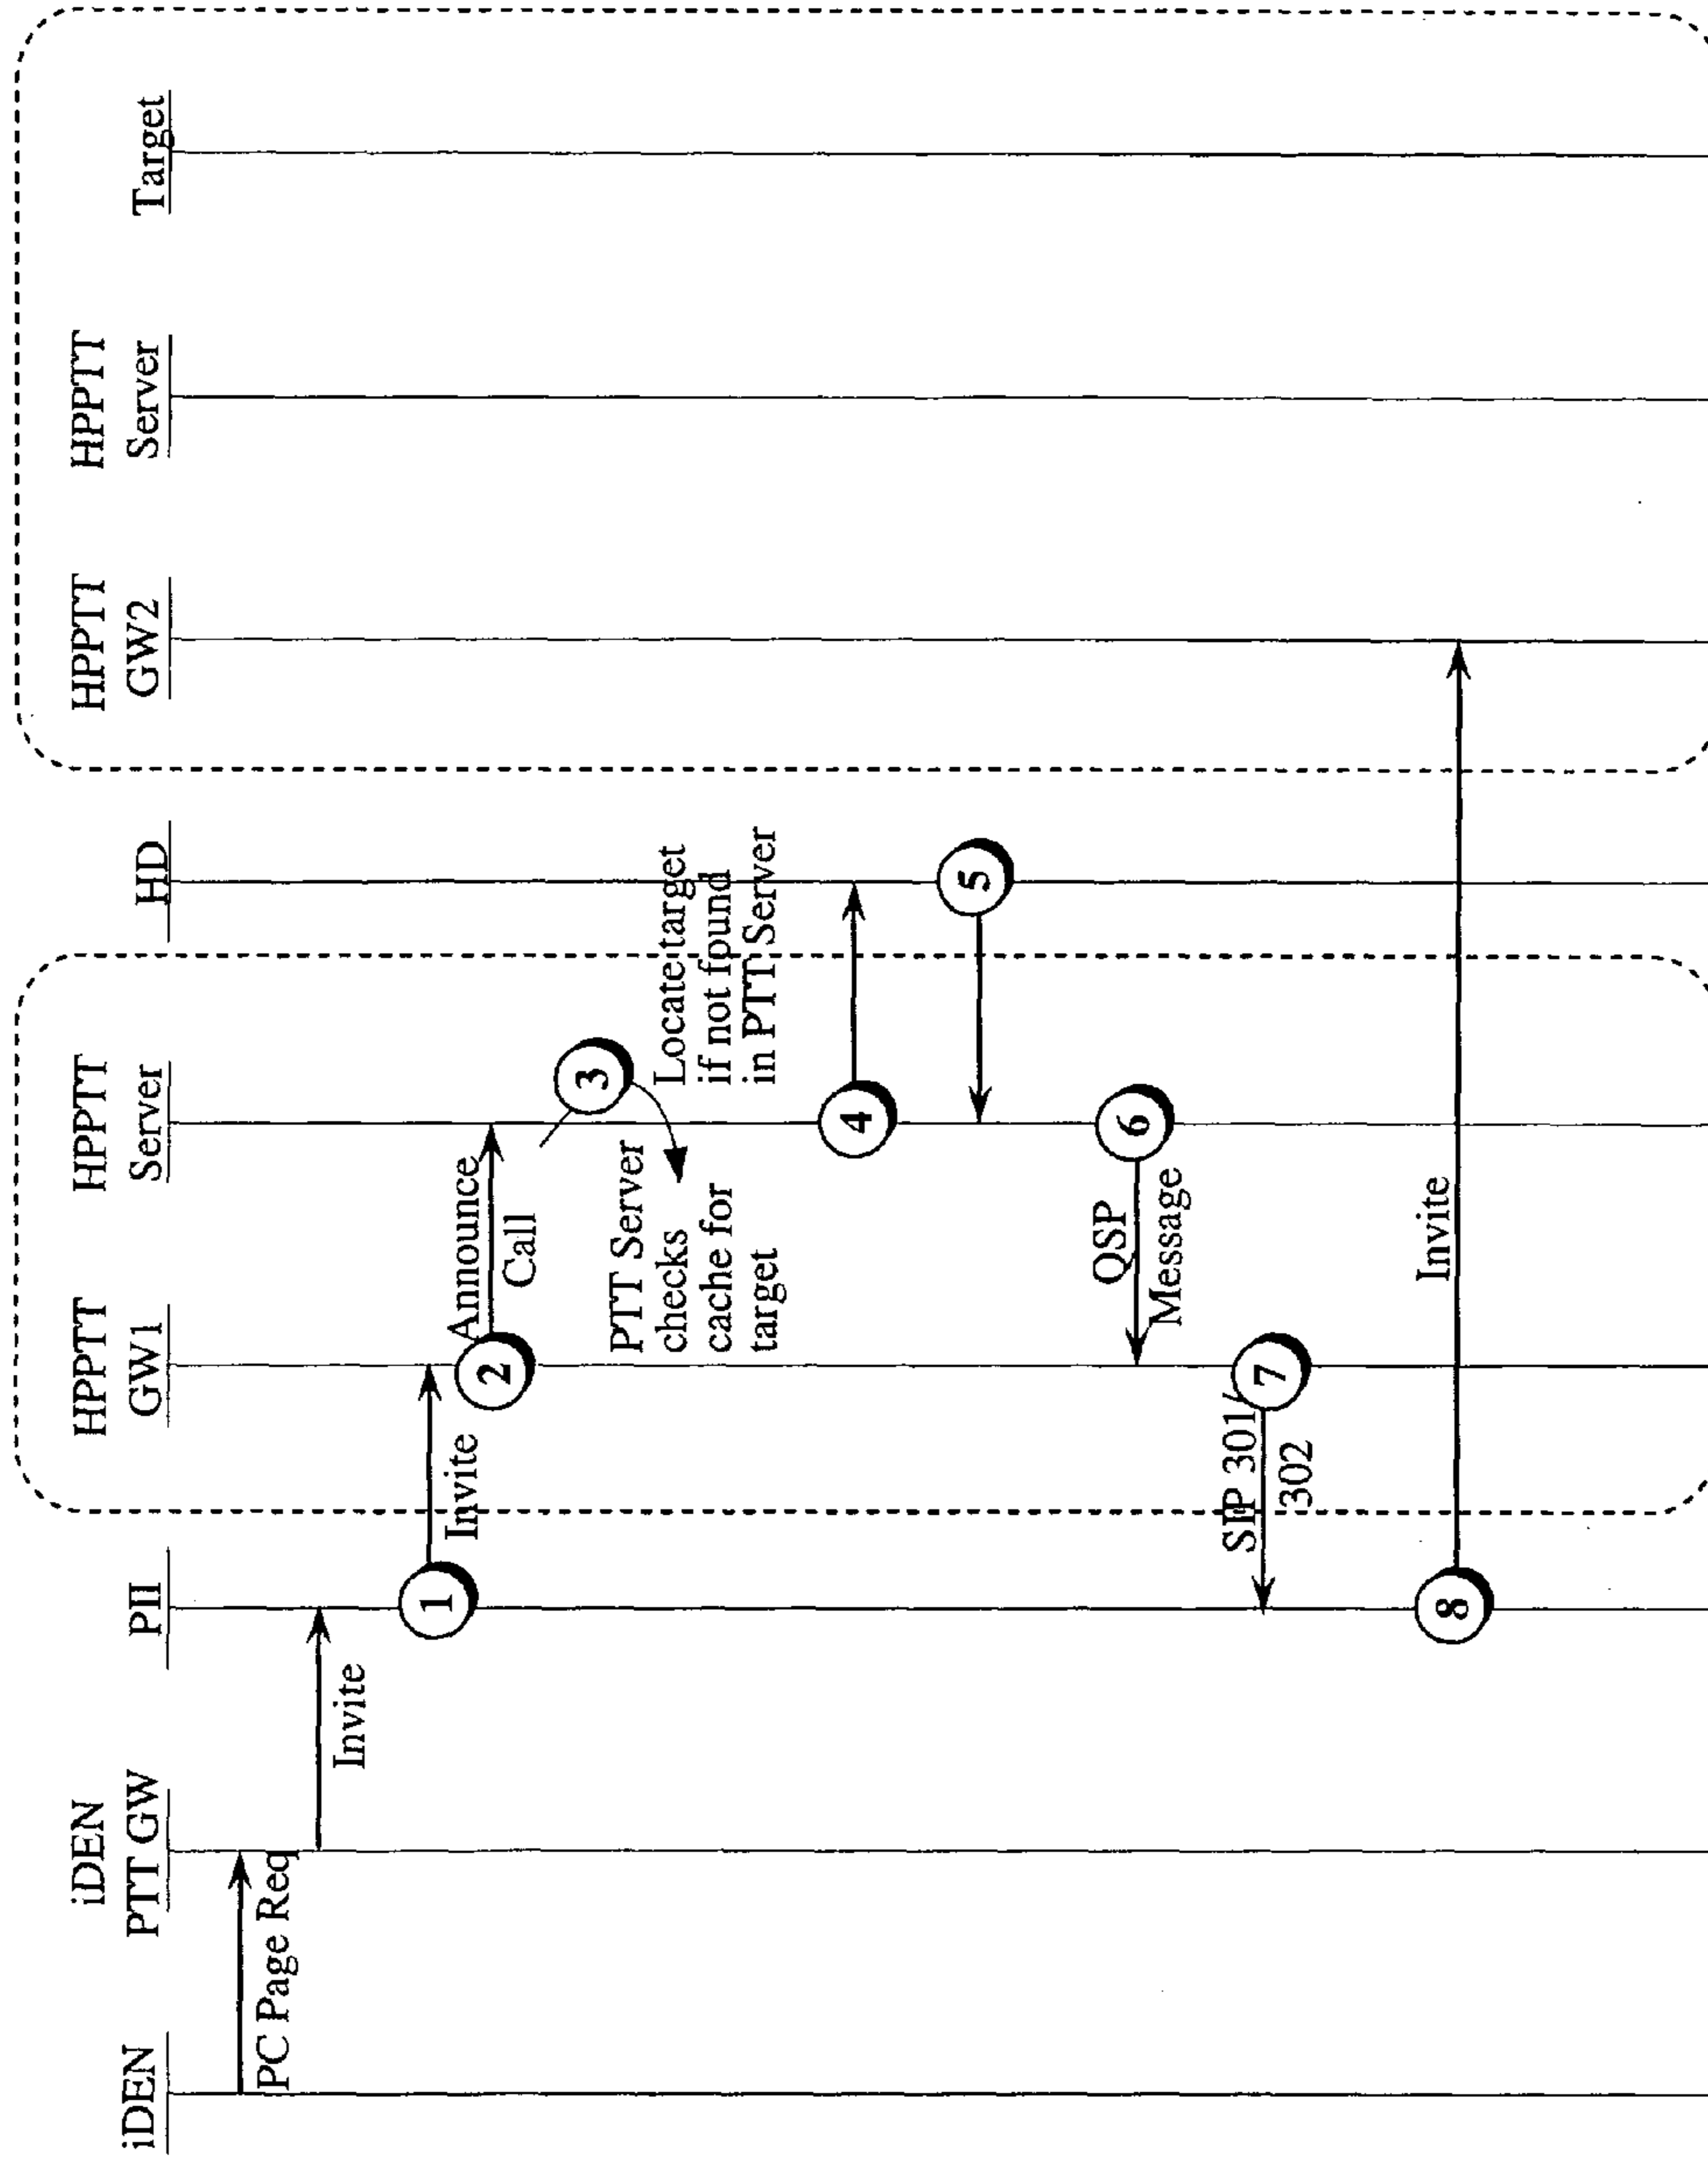 iDEN
iDEN
PTT GW
PII
HPPTT
GW1
HPPTT
Server
HD
HPPTT
GW2
HPPTT
Server
Target
PC Page Req
Invite
1
Invite
2
Announce
Call
3
PTT Server
checks
cache for
target
Locate target
if not found
in PTT Server
4
5
6
QSP
Message
7
SIP 301/
302
8
Invite